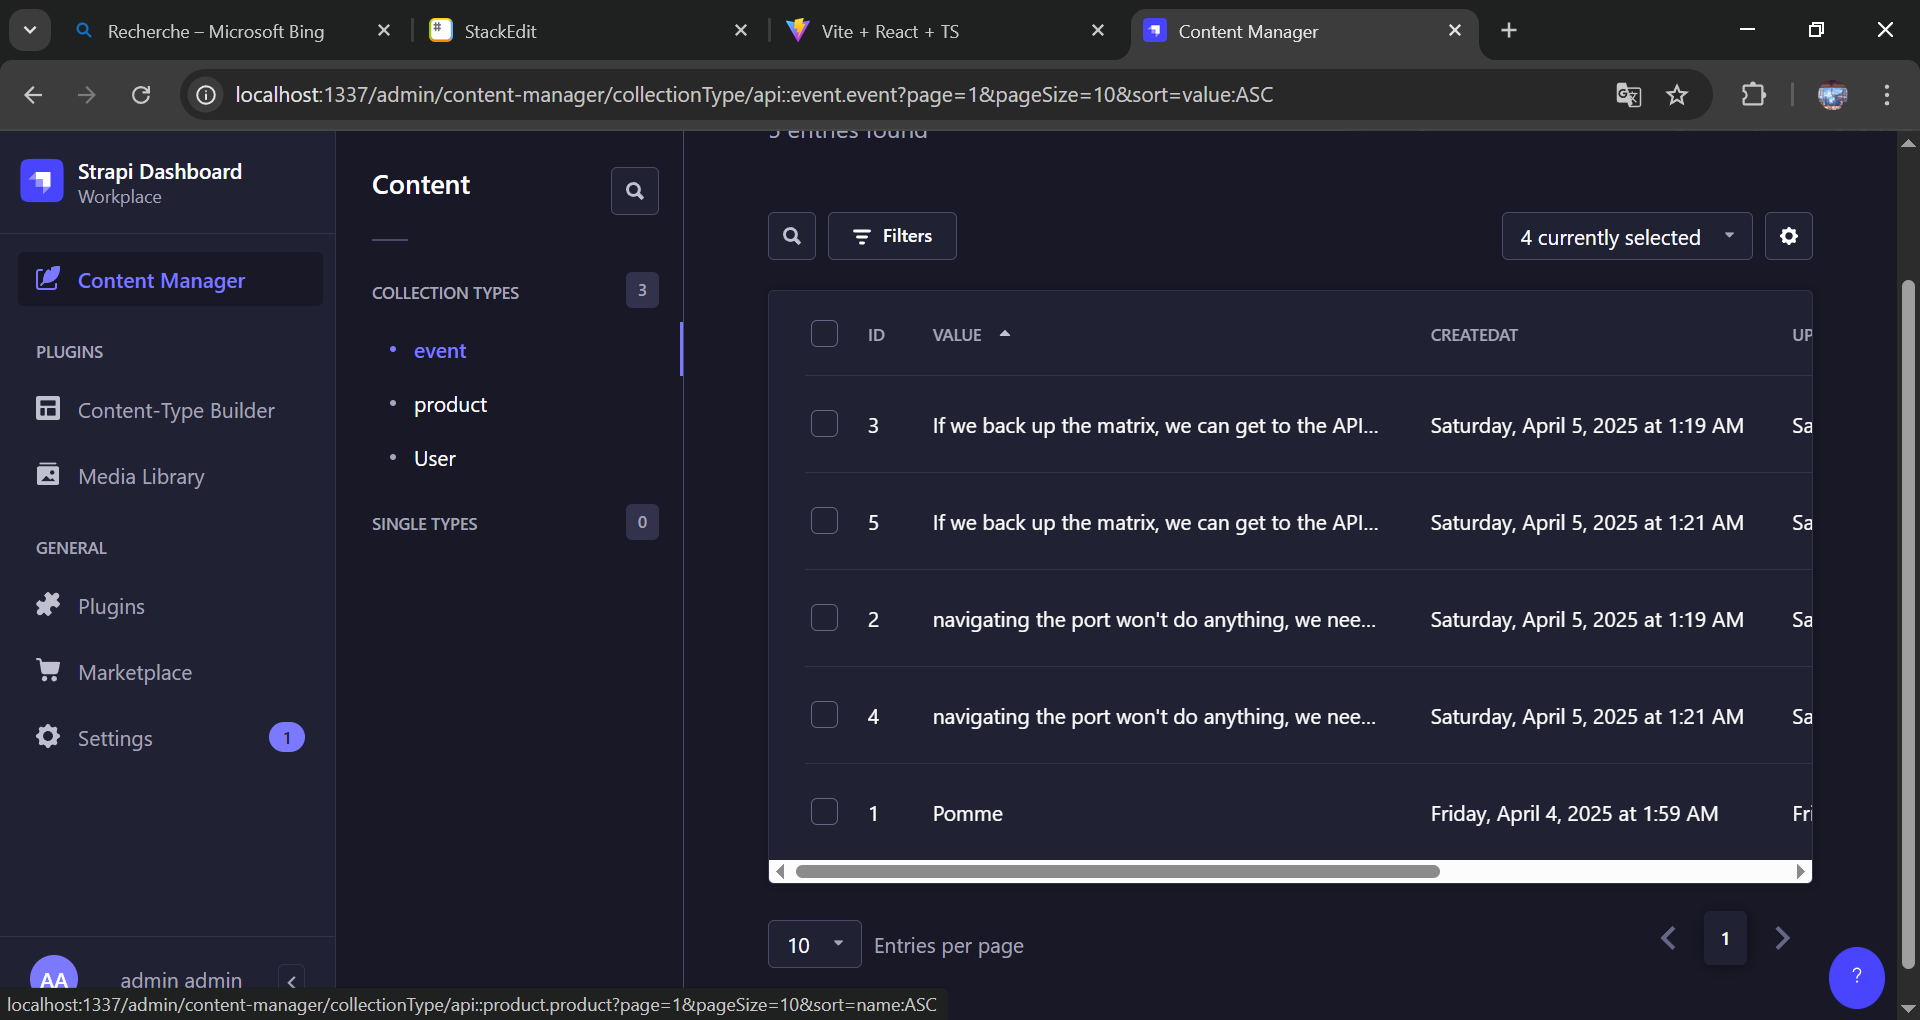 Recherche – Microsoft Bing
StackEdit
Vite + React + TS
Content Manager
localhost:1337/admin/content-manager/collectionType/api::event.event?page=1&pageSize=10&sort=value:ASC
Strapi Dashboard
Workplace
Content Manager
PLUGINS
Content-Type Builder
Media Library
GENERAL
Plugins
Marketplace
Settings
1
AA
admin admin
Content
COLLECTION TYPES
3
event
product
User
SINGLE TYPES
0
5 entries found
Filters
4 currently selected
ID VALUE CREATEDAT UP
3 If we back up the matrix, we can get to the API... Saturday, April 5, 2025 at 1:19 AM Sa
5 If we back up the matrix, we can get to the API... Saturday, April 5, 2025 at 1:21 AM Sa
2 navigating the port won't do anything, we nee... Saturday, April 5, 2025 at 1:19 AM Sa
4 navigating the port won't do anything, we nee... Saturday, April 5, 2025 at 1:21 AM Sa
1 Pomme Friday, April 4, 2025 at 1:59 AM Fri
10 Entries per page
1
?
localhost:1337/admin/content-manager/collectionType/api::product.product?page=1&pageSize=10&sort=name:ASC